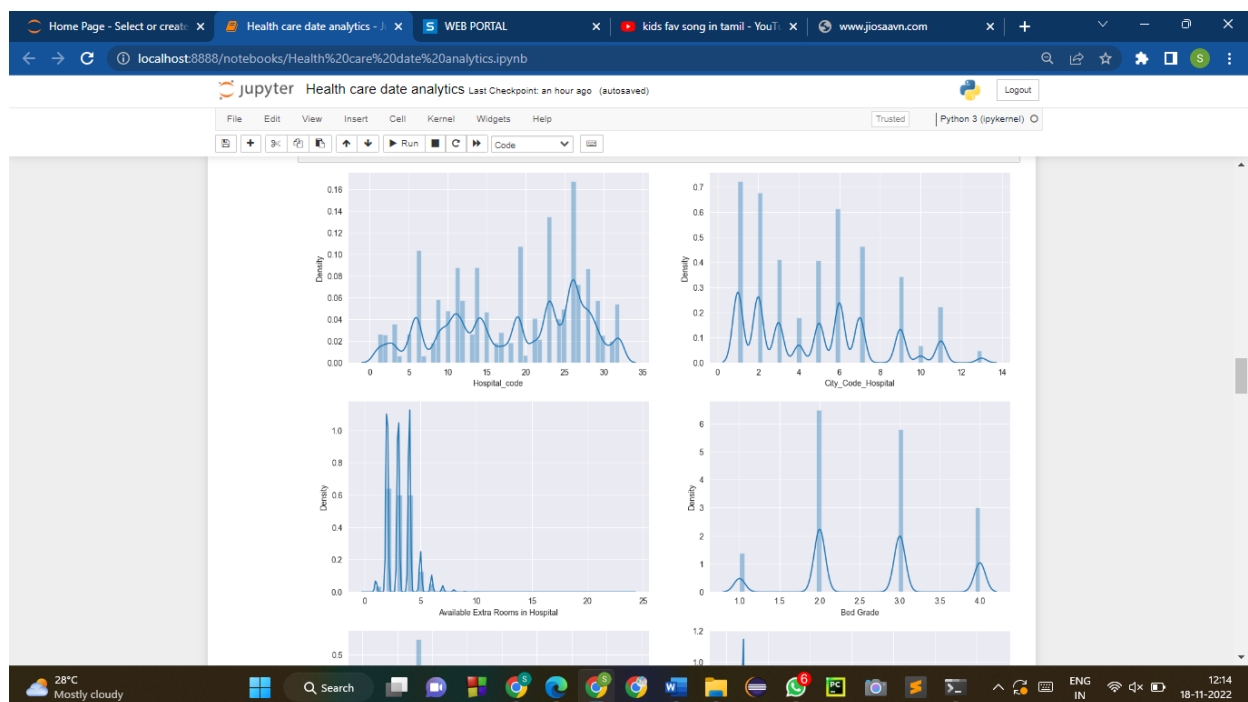 Home Page - Select or create
Health care date analytics - J
WEB PORTAL
kids fav song in tamil - YouTu
www.jiosaavn.com
localhost:8888/notebooks/Health%20care%20date%20analytics.ipynb
S
jupyter Health care date analytics Last Checkpoint: an hour ago (autosaved)
Logout
File Edit View Insert Cell Kernel Widgets Help
Trusted
Python 3 (ipykernel)
Run
Code
0.16
0.14
0.12
0.10
0.08
0.06
0.04
0.02
0.00
Density
0 5 10 15 20 25 30 35
Hospital_code
0.7
0.6
0.5
0.4
0.3
0.2
0.1
0.0
Density
0 2 4 6 8 10 12 14
City_Code_Hospital
1.0
0.8
0.6
0.4
0.2
0.0
Density
0 5 10 15 20 25
Available Extra Rooms in Hospital
6
5
4
3
2
1
0
Density
1.0 1.5 2.0 2.5 3.0 3.5 4.0
Bed Grade
0.5
1.2
1.0
28°C
Mostly cloudy
Search
6
ENG
IN
12:14
18-11-2022